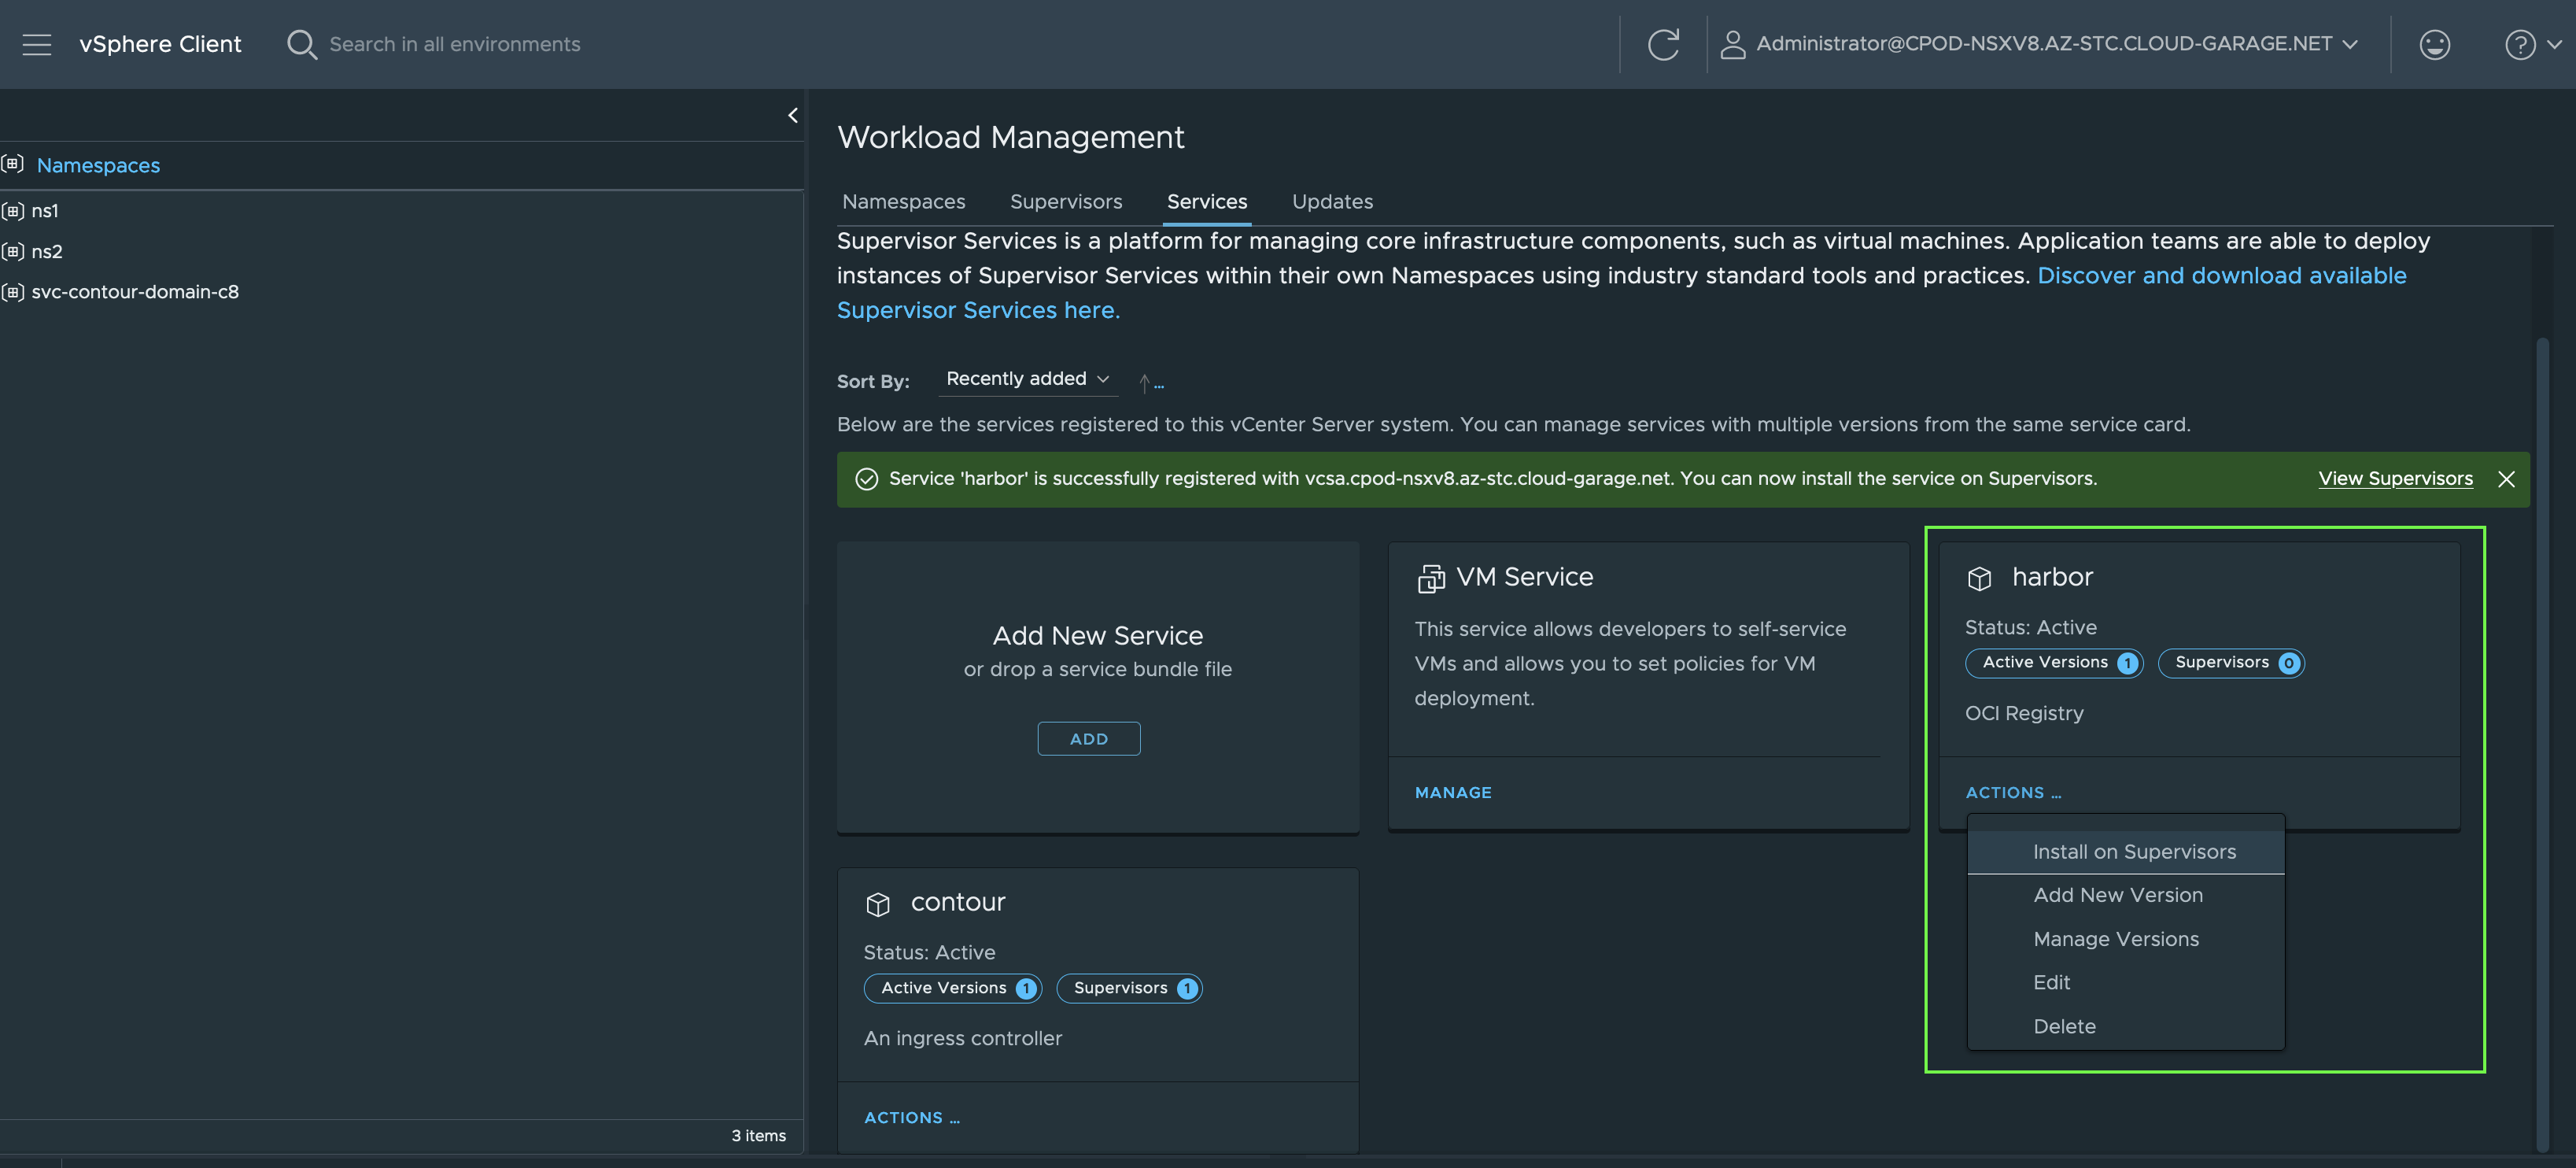 vSphere Client
Search in all environments
Administrator@CPOD-NSXV8.AZ-STC.CLOUD-GARAGE.NET
Namespaces
ns1
ns2
svc-contour-domain-c8
3 items
Workload Management
Namespaces Supervisors Services Updates
Supervisor Services is a platform for managing core infrastructure components, such as virtual machines. Application teams are able to deploy
instances of Supervisor Services within their own Namespaces using industry standard tools and practices. Discover and download available
Supervisor Services here.
Sort By: Recently added ...
Below are the services registered to this vCenter Server system. You can manage services with multiple versions from the same service card.
Service 'harbor' is successfully registered with vcsa.cpod-nsxv8.az-stc.cloud-garage.net. You can now install the service on Supervisors. View Supervisors
Add New Service
or drop a service bundle file
ADD
VM Service
This service allows developers to self-service
VMs and allows you to set policies for VM
deployment.
MANAGE
harbor
Status: Active
Active Versions 1 Supervisors 0
OCI Registry
ACTIONS ...
Install on Supervisors
Add New Version
Manage Versions
Edit
Delete
contour
Status: Active
Active Versions 1 Supervisors 1
An ingress controller
ACTIONS ...